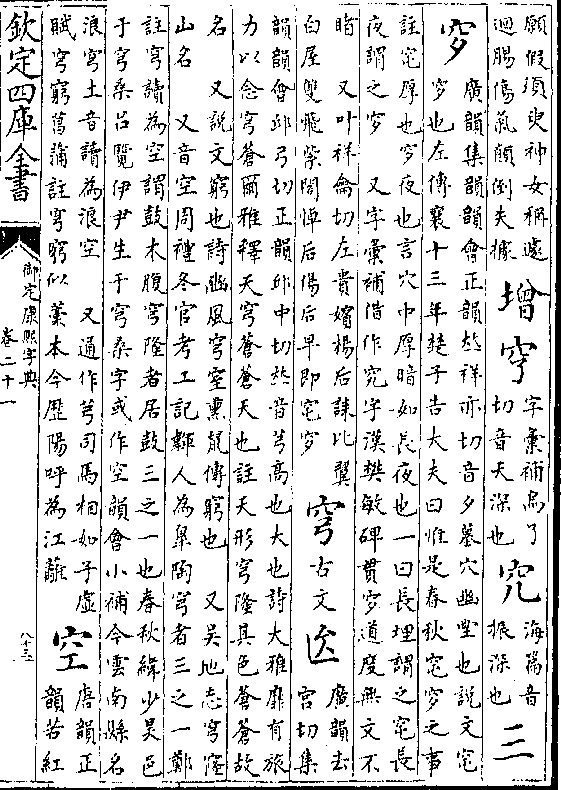 願假須臾神女稱遽
迴腸傷氣顛倒失據
增
穵
字彙補烏了
切音夭深也
究
海篇音
振深也
三
穸
廣韻集韻韻會正韻𠀤祥亦切音夕墓穴幽堲也說文窀
穸也左傳襄十三年楚子告大夫曰惟是春秋窀穸之事
註窀厚也穸夜也言穴中厚暗如長夜也一曰長埋謂之窀長
夜謂之穸 又字彙補借作究字漢樊敏碑貫穸道度無文不
睹 又叶祥龠切左貴嬪楊后誄比翼
白屋雙飛紫閣悼后傷后早即窀穸
穹
古文
𥥛
廣韻去
宮切集
韻韻會邱弓切正韻邱中切𠀤音芎高也大也詩大雅靡有旅
力以念穹蒼爾雅釋天穹蒼蒼天也註天形穹隆其色蒼蒼故
名 又說文窮也詩豳風穹窒熏鼠傳窮也 又吳地志穹窿
山名 又音空周禮冬官考工記韗人為臯陶穹者三之一鄭
註穹讀為空謂鼓木腹穹隆者居鼓三之一也春秋緯少昊邑
于穹桑呂覽伊尹生于穹桑字或作空韻會小補今雲南縣名
浪穹土音讀為浪空 又通作芎司馬相如子虛
賦穹窮菖蒲註穹窮似藁本今歷陽呼為江蘺
空
唐韻正
韻苦紅
欽定四庫全書
御定康熙字典
卷二十一
八十三